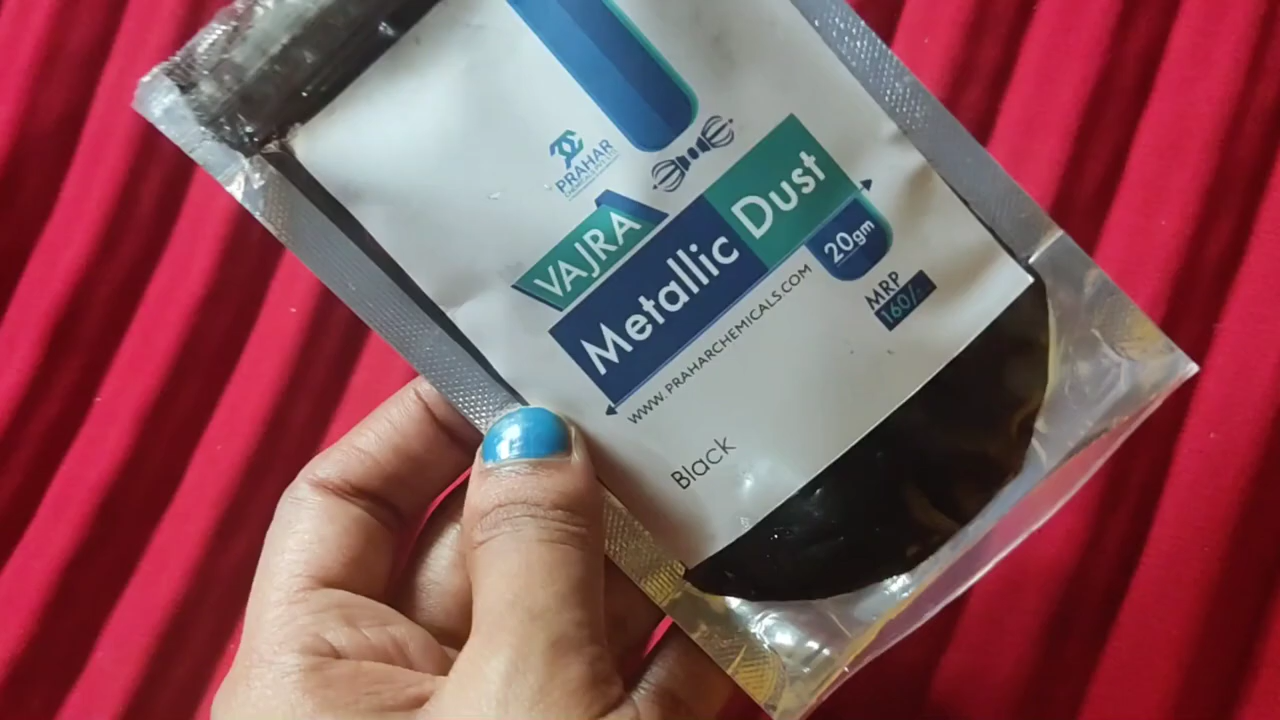 PRAHAR
VAJRA
Metallic Dust
20gm
WWW.PRAHARCHEMICALS.COM
MRP
160/-
Black